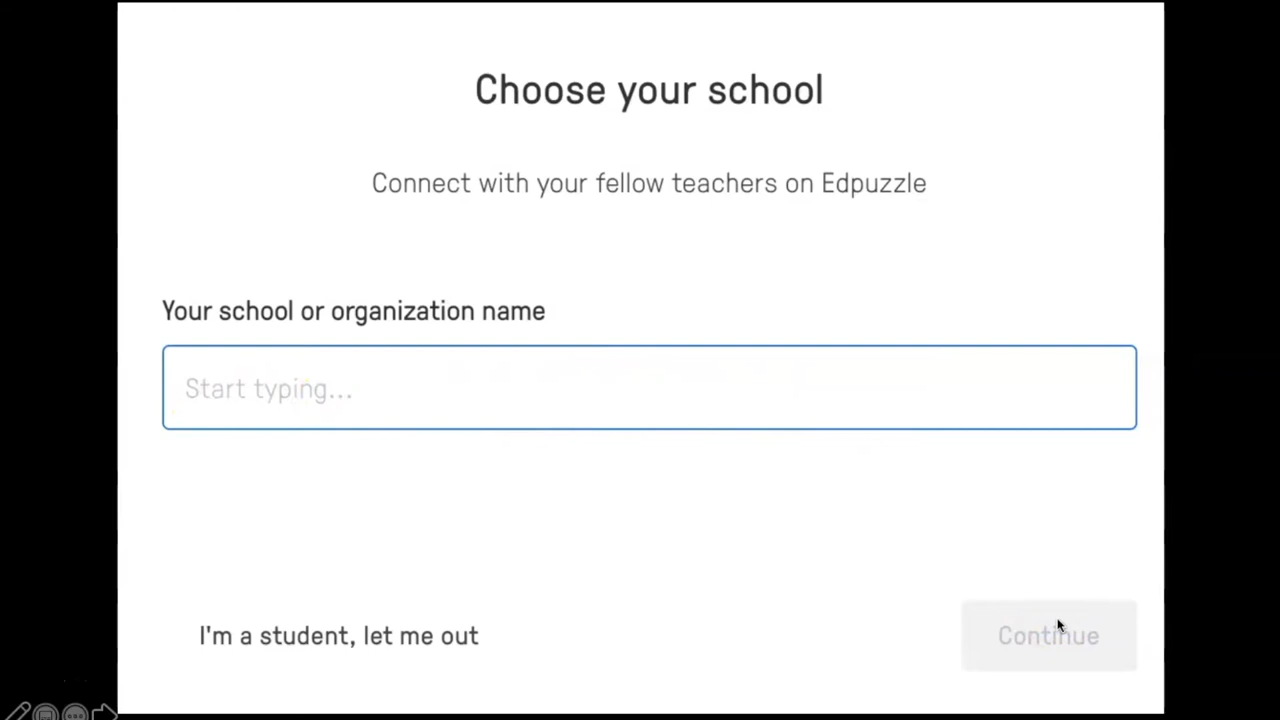 Choose your school
Connect with your fellow teachers on Edpuzzle
Your school or organization name
Start typing...
I'm a student, let me out
Continue